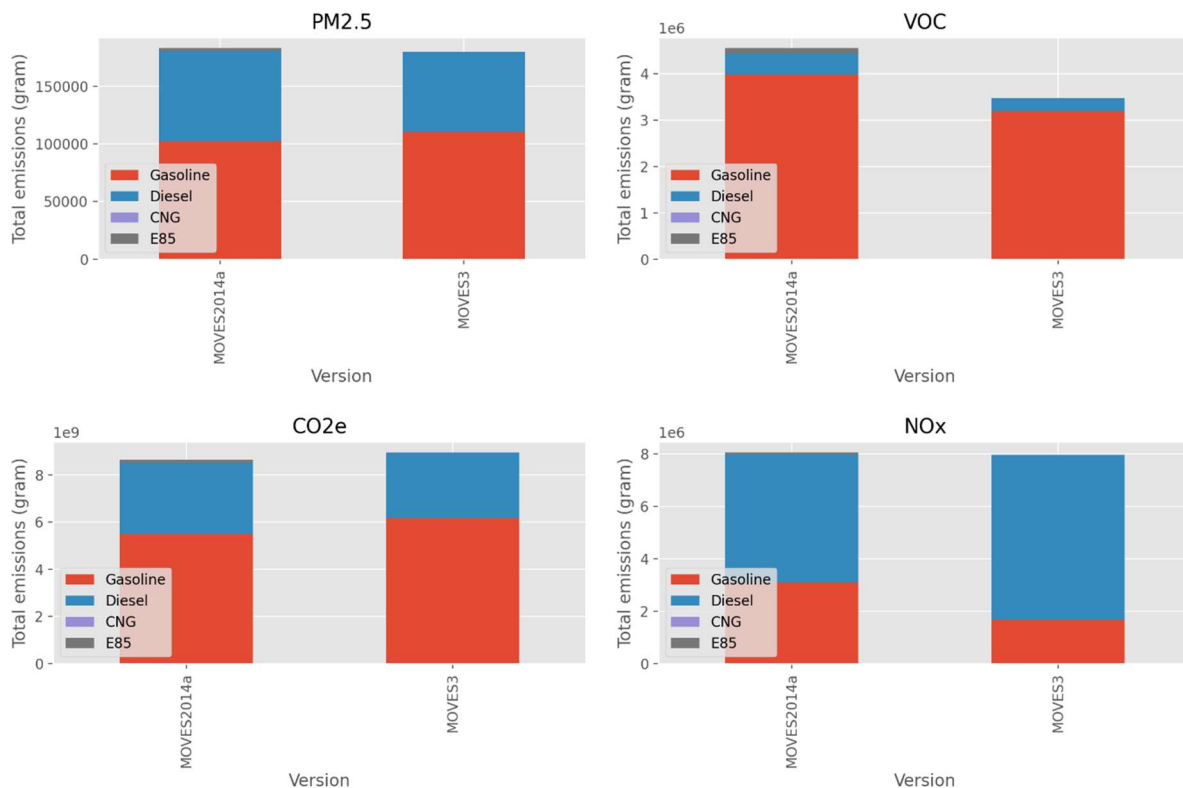 PM2.5
Total emissions (gram)
150000
100000
50000
0
Gasoline
Diesel
CNG
E85
MOVES2014a
MOVES3
Version
VOC
1e6
Total emissions (gram)
4
3
2
1
0
Gasoline
Diesel
CNG
E85
MOVES2014a
MOVES3
Version
CO2e
1e9
Total emissions (gram)
8
6
4
2
0
Gasoline
Diesel
CNG
E85
MOVES2014a
MOVES3
Version
NOx
1e6
Total emissions (gram)
8
6
4
2
0
Gasoline
Diesel
CNG
E85
MOVES2014a
MOVES3
Version